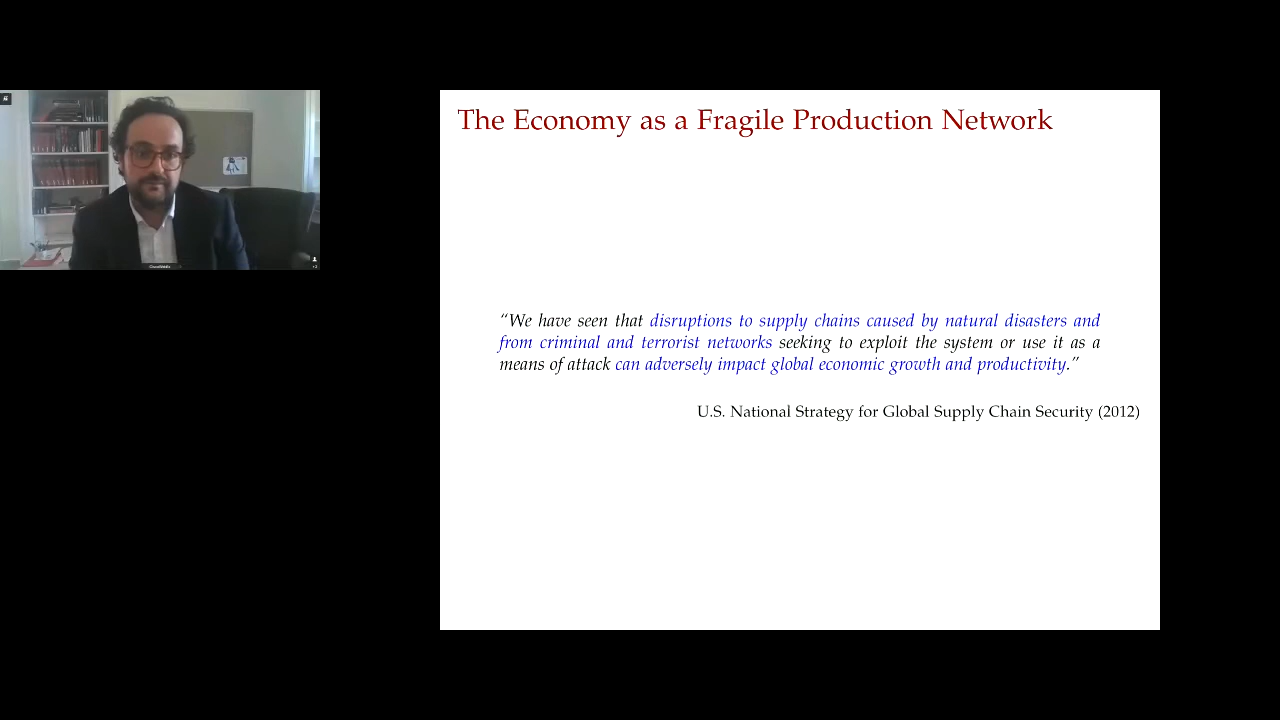 The Economy as a Fragile Production Network
“We have seen that disruptions to supply chains caused by natural disasters and
from criminal and terrorist networks seeking to exploit the system or use it as a
means of attack can adversely impact global economic growth and productivity.”
U.S. National Strategy for Global Supply Chain Security (2012)